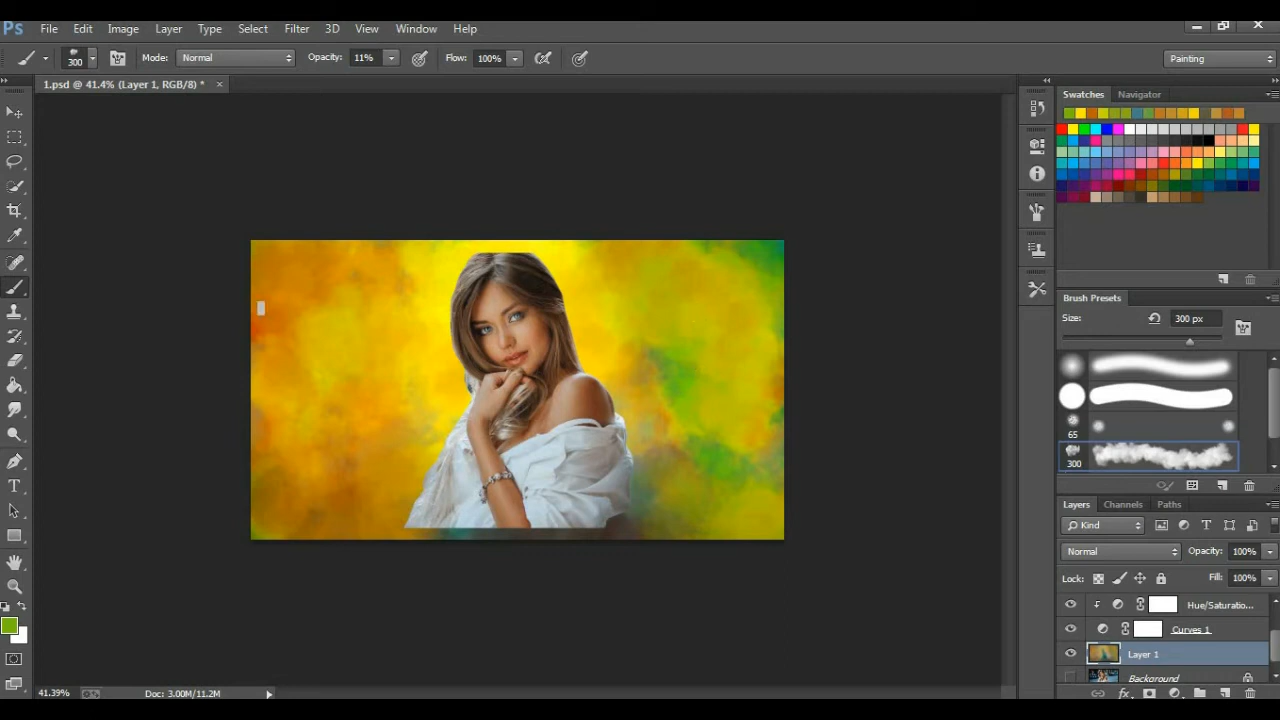 Ps File Edit Image Layer Type Select Filter 3D View Window Help
300 Mode: Normal Opacity: 11% Flow: 100% Painting
1.psd @ 41.4% (Layer 1, RGB/8) * ×
Swatches Navigator
Brush Presets
Size: 300 px
65
300
Layers Channels Paths
Kind
Normal Opacity: 100%
Lock: Fill: 100%
Hue/Saturatio...
Curves 1
Layer 1
Background
41.39% Doc: 3.00M/11.2M